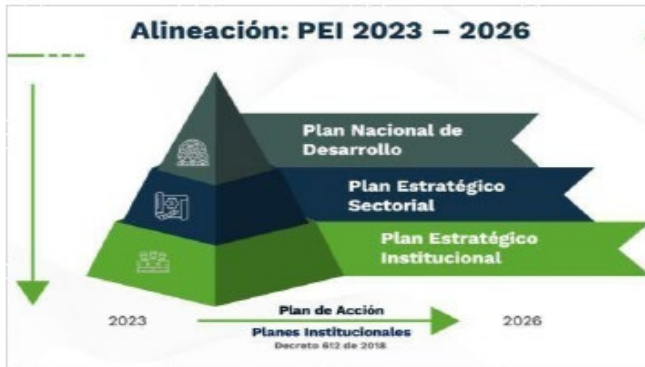 Alineación: PEI 2023 – 2026
Plan Nacional de
Desarrollo
Plan Estratégico
Sectorial
Plan Estratégico
Institucional
2023
Plan de Acción
2026
Planes Institucionales
Decreto 612 de 2018